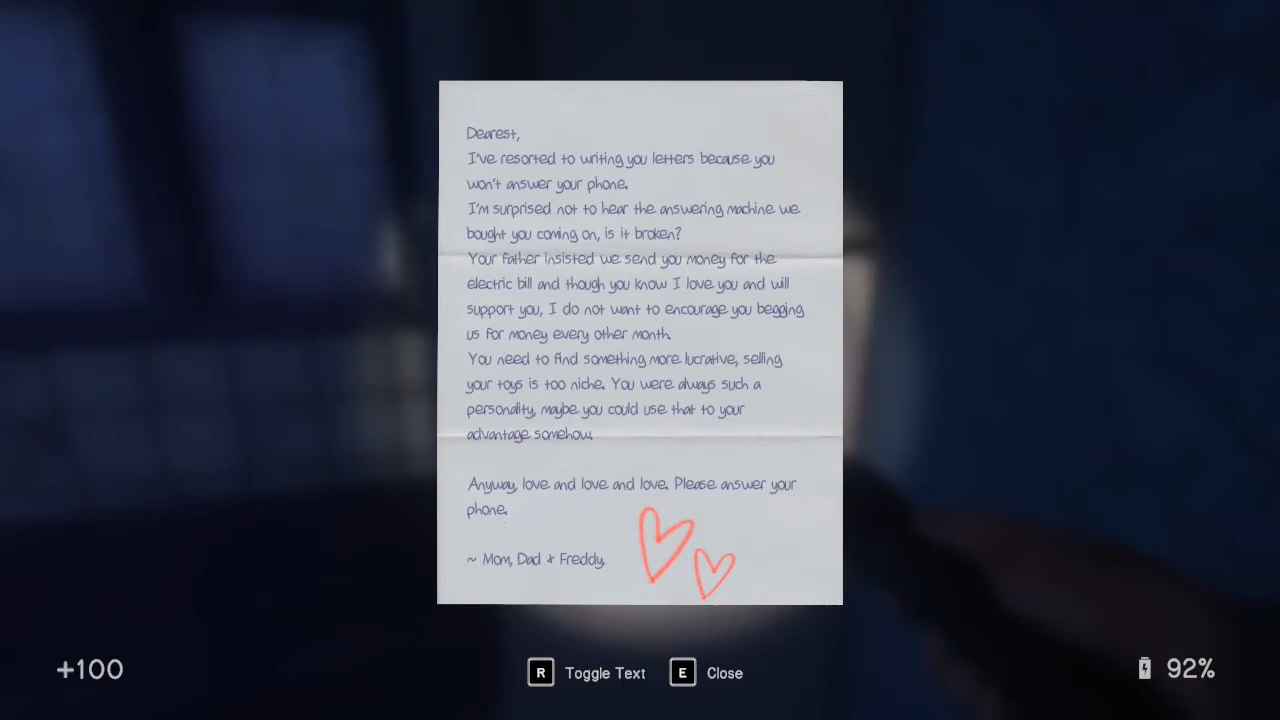 Dearest,
I've resorted to writing you letters because you
won't answer your phone.
I'm surprised not to hear the answering machine we
bought you coming on, is it broken?
Your father insisted we send you money for the
electric bill and though you know I love you and will
support you, I do not want to encourage you begging
us for money every other month.
You need to find something more lucrative, selling
your toys is too niche. You were always such a
personality, maybe you could use that to your
advantage somehow.
Anyway, love and love and love. Please answer your
phone.
~ Mom, Dad + Freddy.
+100
R Toggle Text E Close
92%